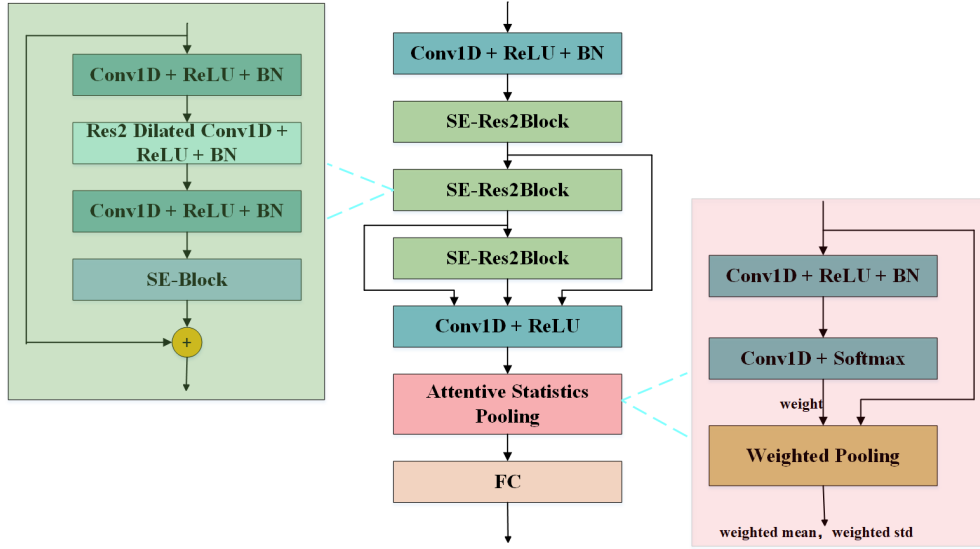 Conv1D + ReLU + BN
Res2 Dilated Conv1D +
ReLU + BN
Conv1D + ReLU + BN
SE-Block
+
Conv1D + ReLU + BN
SE-Res2Block
SE-Res2Block
SE-Res2Block
Conv1D + ReLU
Attentive Statistics
Pooling
FC
Conv1D + ReLU + BN
Conv1D + Softmax
weight
Weighted Pooling
weighted mean，weighted std